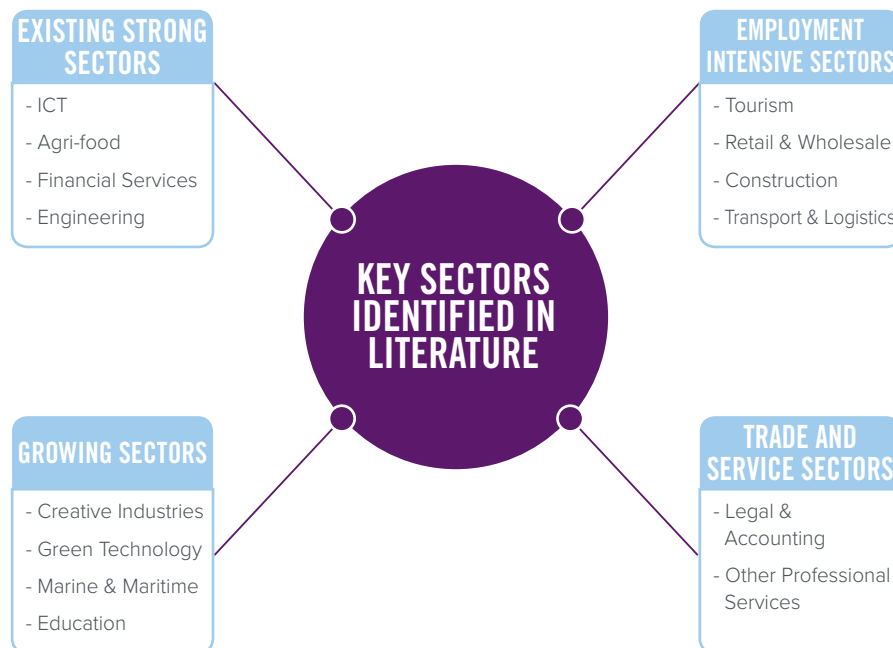 EXISTING STRONG
SECTORS
- ICT
- Agri-food
- Financial Services
- Engineering
EMPLOYMENT
INTENSIVE SECTORS
- Tourism
- Retail & Wholesale
- Construction
- Transport & Logistics
KEY SECTORS
IDENTIFIED IN
LITERATURE
GROWING SECTORS
- Creative Industries
- Green Technology
- Marine & Maritime
- Education
TRADE AND
SERVICE SECTORS
- Legal &
Accounting
- Other Professional
Services